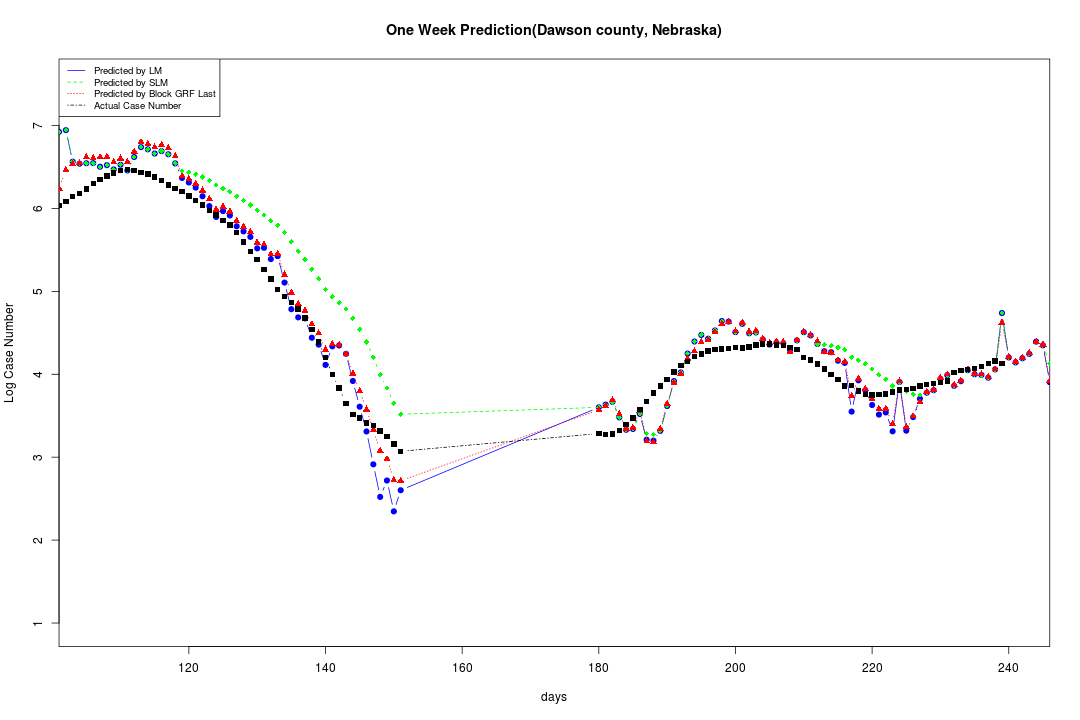 One Week Prediction(Dawson county, Nebraska)
Predicted by LM
Predicted by SLM
Predicted by Block GRF Last
Actual Case Number
Log Case Number
7
6
5
4
3
2
1
120 140 160 180 200 220 240
days